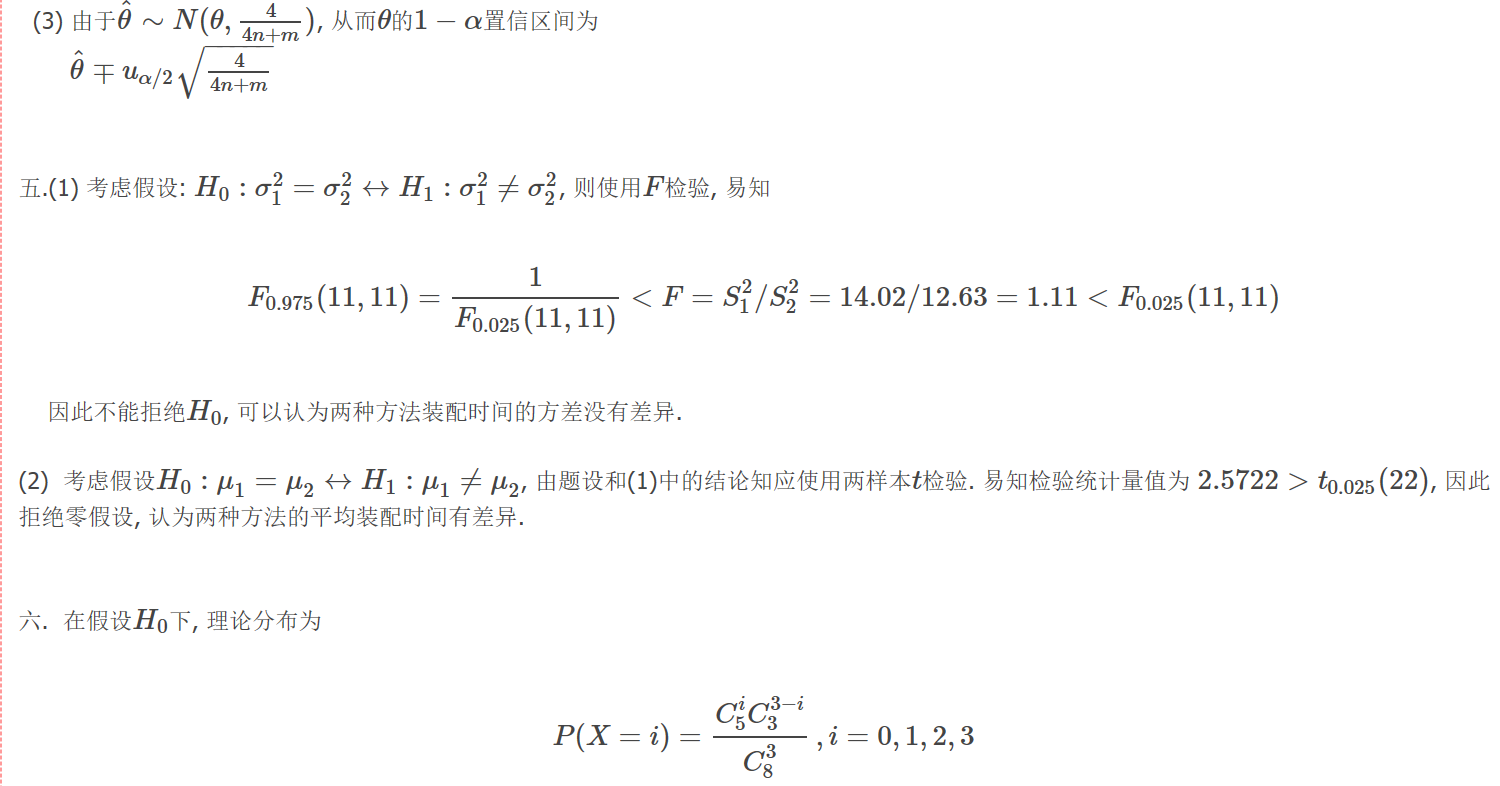 (3) 由于$\hat{\theta} \sim N(\theta, \frac{4}{4n+m})$, 从而$\theta$的$1-\alpha$置信区间为
$\hat{\theta} \mp u_{\alpha/2}\sqrt{\frac{4}{4n+m}}$
五.(1) 考虑假设: $H_0 : \sigma_1^2 = \sigma_2^2 \leftrightarrow H_1 : \sigma_1^2 \neq \sigma_2^2$, 则使用$F$检验, 易知
$F_{0.975}(11,11) = \frac{1}{F_{0.025}(11,11)} < F = S_1^2/S_2^2 = 14.02/12.63 = 1.11 < F_{0.025}(11,11)$
因此不能拒绝$H_0$, 可以认为两种方法装配时间的方差没有差异.
(2) 考虑假设$H_0 : \mu_1 = \mu_2 \leftrightarrow H_1 : \mu_1 \neq \mu_2$, 由题设和(1)中的结论知应使用两样本$t$检验. 易知检验统计量值为 $2.5722 > t_{0.025}(22)$, 因此
拒绝零假设, 认为两种方法的平均装配时间有差异.
六. 在假设$H_0$下, 理论分布为
$P(X = i) = \frac{C_5^i C_3^{3-i}}{C_8^3}, i = 0, 1, 2, 3$